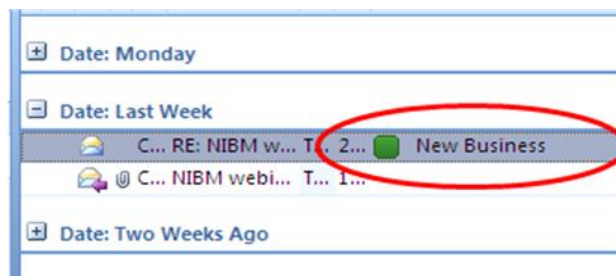 Date: Monday
Date: Last Week
C... RE: NIBM w... T... 2... New Business
C... NIBM webi... T... 1...
Date: Two Weeks Ago